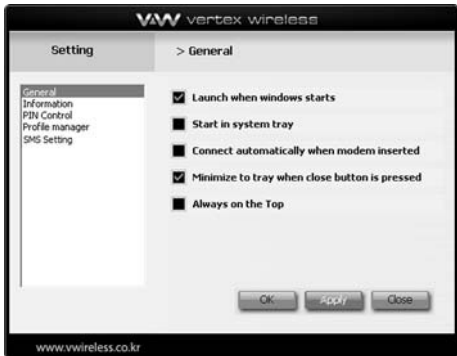 VW vertex wireless
Setting
> General
General
Information
PIN Control
Profile manager
SMS Setting
Launch when windows starts
Start in system tray
Connect automatically when modem inserted
Minimize to tray when close button is pressed
Always on the Top
OK
Apply
Close
www.vwireless.co.kr